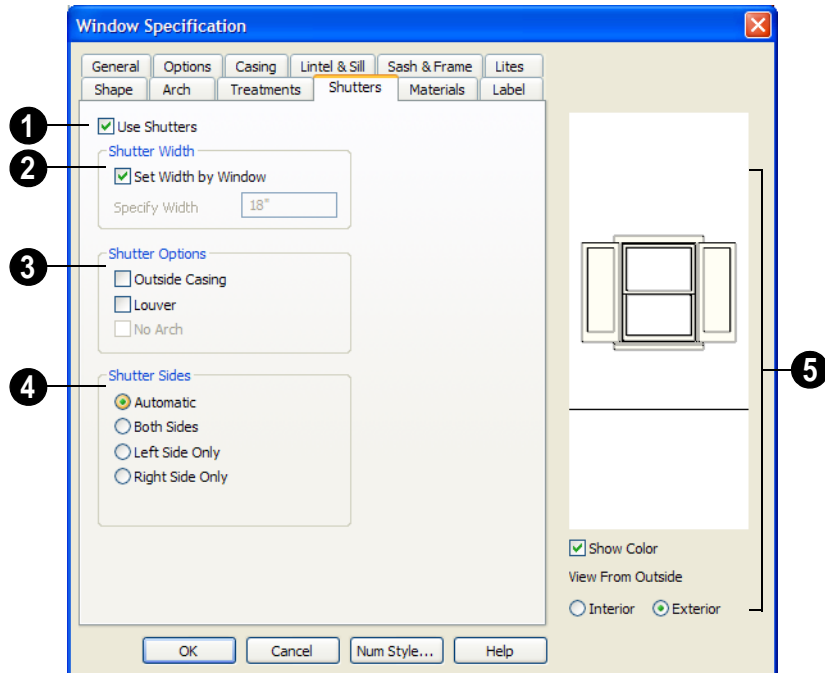 Window Specification
General Options Casing Lintel & Sill Sash & Frame Lites
Shape Arch Treatments Shutters Materials Label
1 Use Shutters
Shutter Width
2 Set Width by Window
Specify Width 18"
Shutter Options
3 Outside Casing
Louver
No Arch
Shutter Sides
4 Automatic
Both Sides
Left Side Only
Right Side Only
5
Show Color
View From Outside
Interior Exterior
OK Cancel Num Style... Help